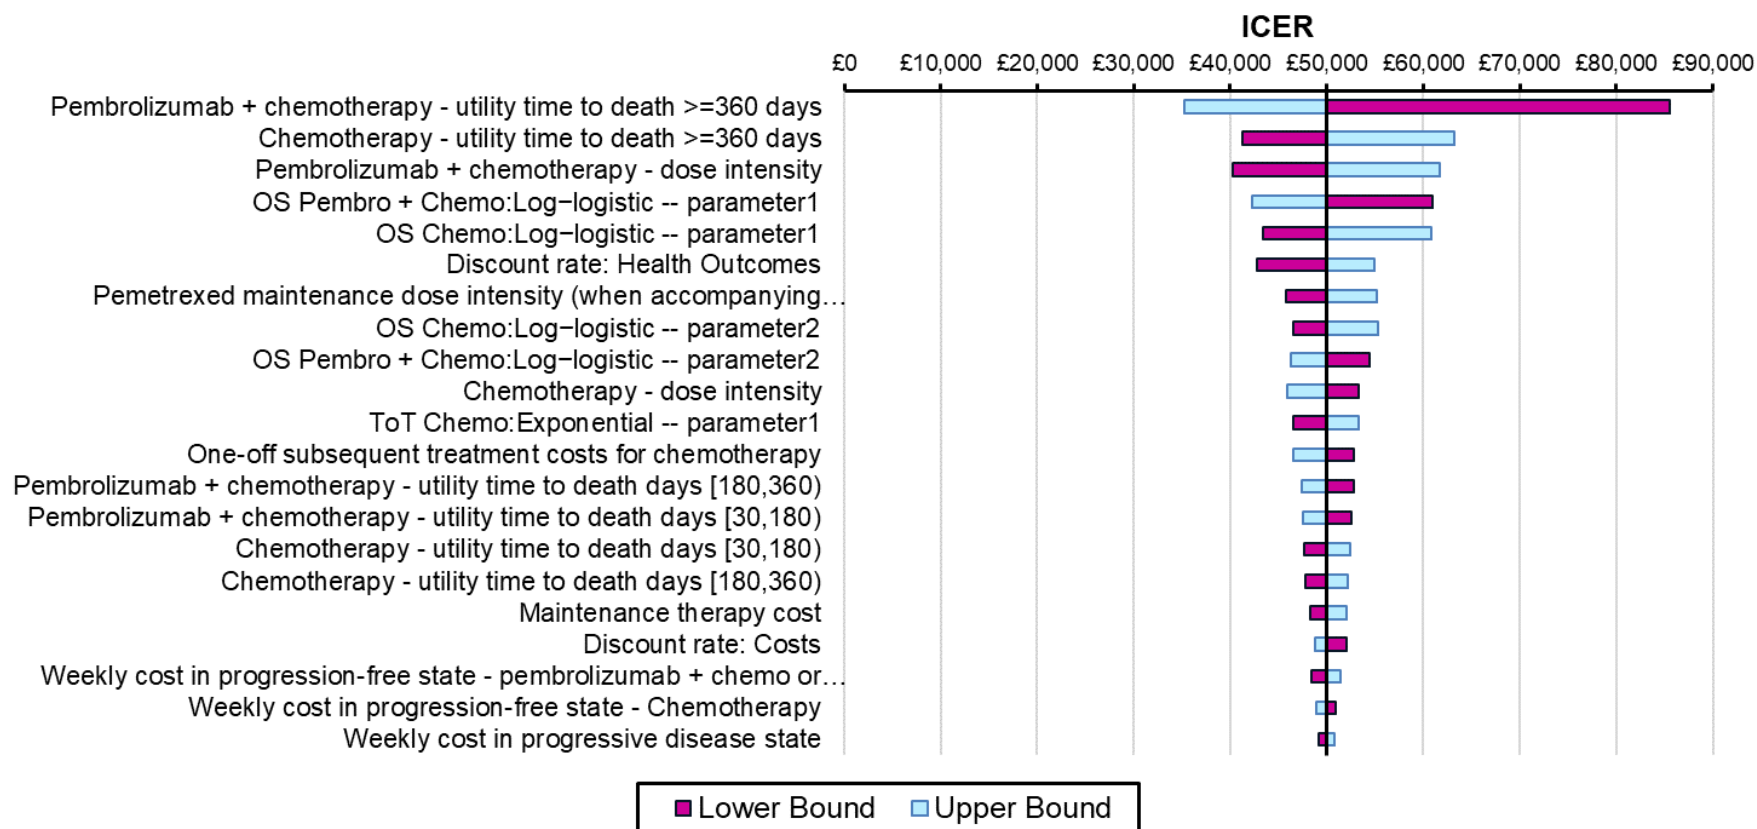 ICER
£0 £10,000 £20,000 £30,000 £40,000 £50,000 £60,000 £70,000 £80,000 £90,000
Pembrolizumab + chemotherapy - utility time to death >=360 days
Chemotherapy - utility time to death >=360 days
Pembrolizumab + chemotherapy - dose intensity
OS Pembro + Chemo:Log−logistic -- parameter1
OS Chemo:Log−logistic -- parameter1
Discount rate: Health Outcomes
Pemetrexed maintenance dose intensity (when accompanying…
OS Chemo:Log−logistic -- parameter2
OS Pembro + Chemo:Log−logistic -- parameter2
Chemotherapy - dose intensity
ToT Chemo:Exponential -- parameter1
One-off subsequent treatment costs for chemotherapy
Pembrolizumab + chemotherapy - utility time to death days [180,360)
Pembrolizumab + chemotherapy - utility time to death days [30,180)
Chemotherapy - utility time to death days [30,180)
Chemotherapy - utility time to death days [180,360)
Maintenance therapy cost
Discount rate: Costs
Weekly cost in progression-free state - pembrolizumab + chemo or…
Weekly cost in progression-free state - Chemotherapy
Weekly cost in progressive disease state
Lower Bound Upper Bound